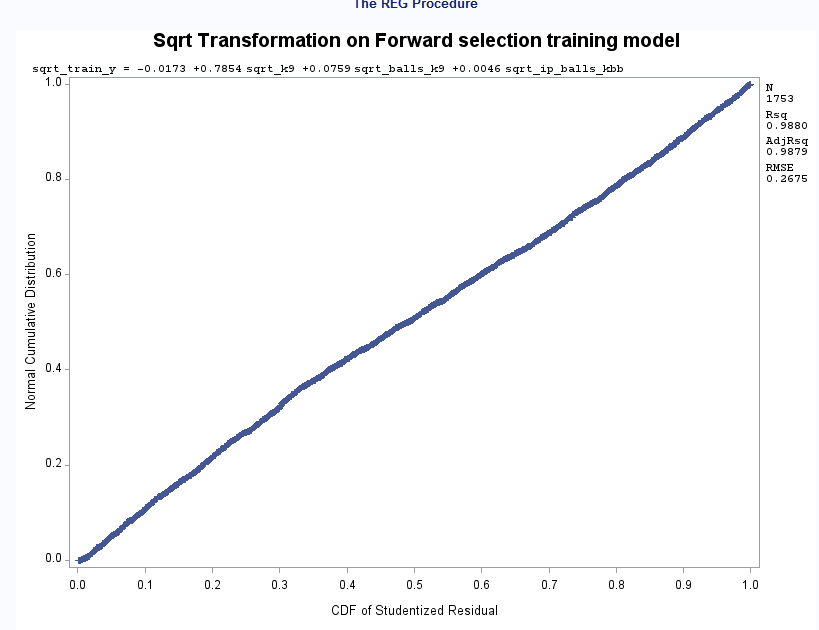 The REG Procedure
Sqrt Transformation on Forward selection training model
sqrt_train_y = -0.0173 +0.7854 sqrt_k9 +0.0759 sqrt_balls_k9 +0.0046 sqrt_ip_balls_kbb
N
1753
Rsq
0.9880
AdjRsq
0.9879
RMSE
0.2675
1.0
0.8
0.6
0.4
0.2
0.0
Normal Cumulative Distribution
0.0 0.1 0.2 0.3 0.4 0.5 0.6 0.7 0.8 0.9 1.0
CDF of Studentized Residual